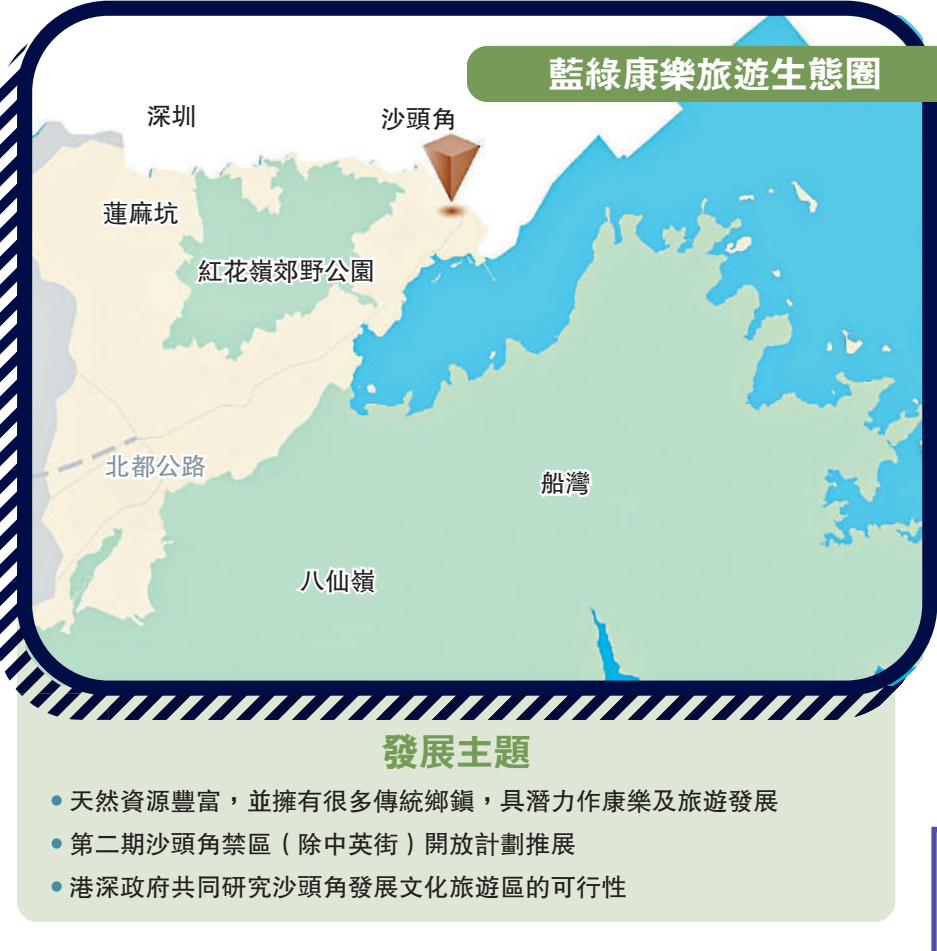 藍綠康樂旅遊生態圈
深圳
沙頭角
蓮麻坑
紅花嶺郊野公園
北都公路
船灣
八仙嶺
發展主題
• 天然資源豐富，並擁有很多傳統鄉鎮，具潛力作康樂及旅遊發展
• 第二期沙頭角禁區（除中英街）開放計劃推展
• 港深政府共同研究沙頭角發展文化旅遊區的可行性